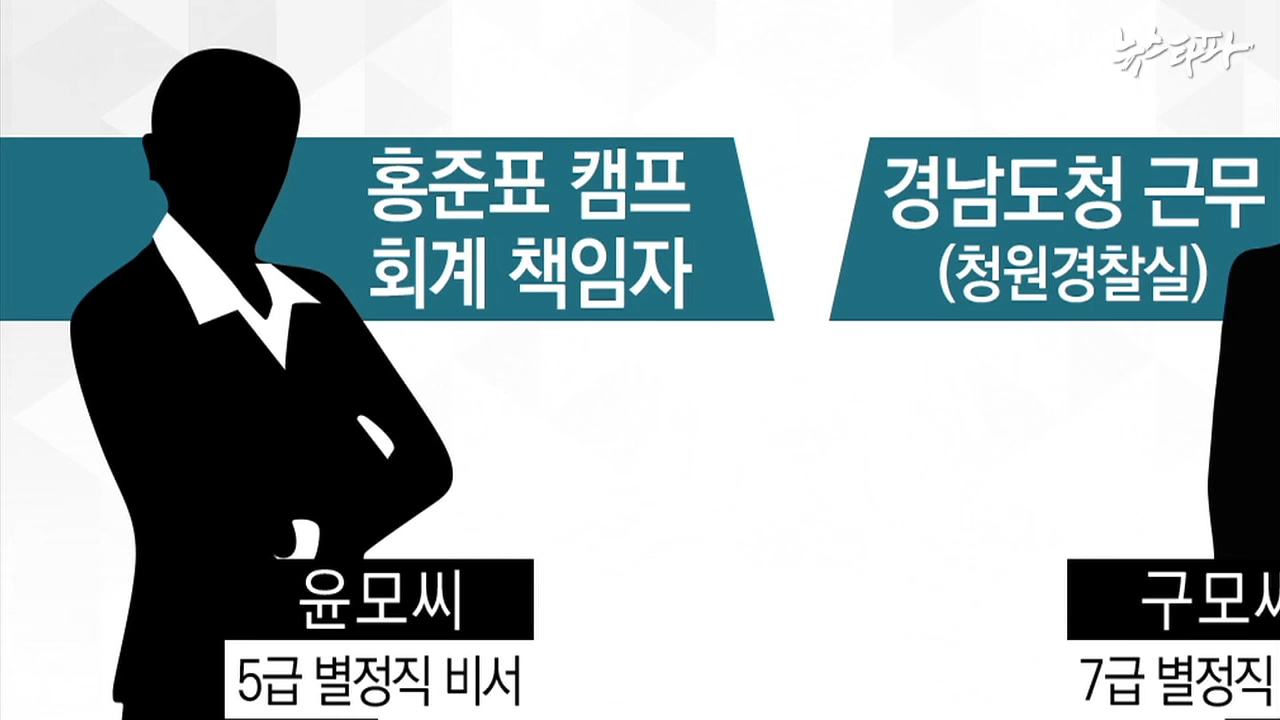 뉴스타파
홍준표 캠프
회계 책임자
경남도청 근무
(청원경찰실)
윤모씨
5급 별정직 비서
구모씨
7급 별정직